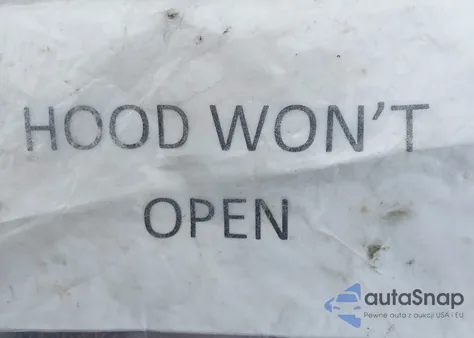 HOOD WON'T
OPEN
autaSnap
Pewne auta z aukcji USA i EU